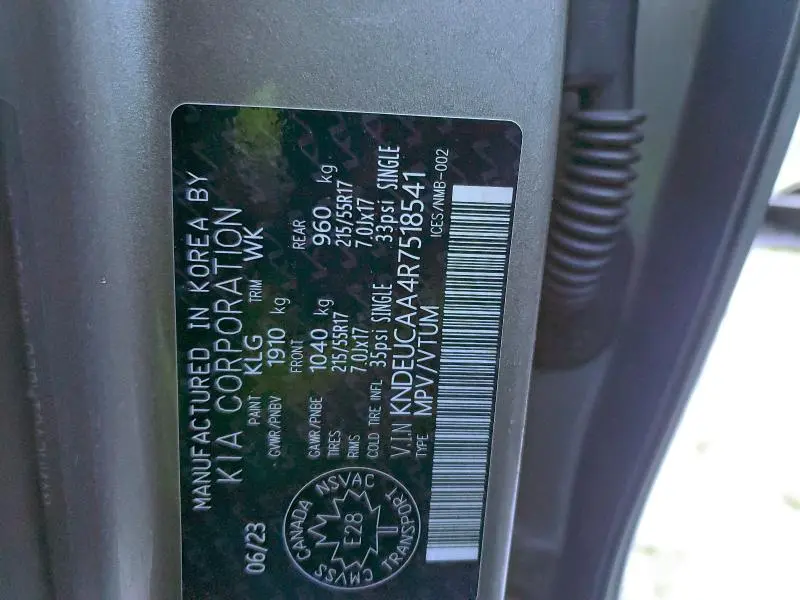 MANUFACTURED IN KOREA BY
KIA CORPORATION
06/23 PAINT KLG TRIM WK
GVWR/PNBV 1910 kg
FRONT REAR
GAWR/PNBE 1040 kg 960 kg
TIRES 215/55R17 215/55R17
RIMS 7.0Jx17 7.0Jx17
COLD TIRE INFL 35psi SINGLE 33psi SINGLE
V.I.N KNDEUCAA4R7518541
TYPE MPV/VTUM ICES/NMB-002
CANADA NSVAC
E28
CMVSS TRANSPORT